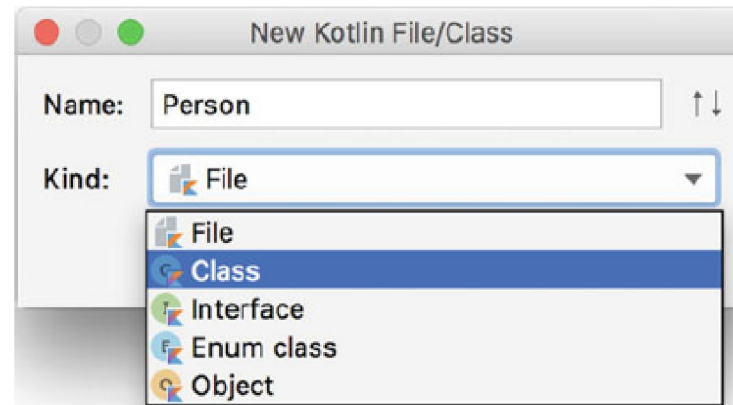 New Kotlin File/Class
Name: Person
Kind: File
File
Class
Interface
Enum class
Object